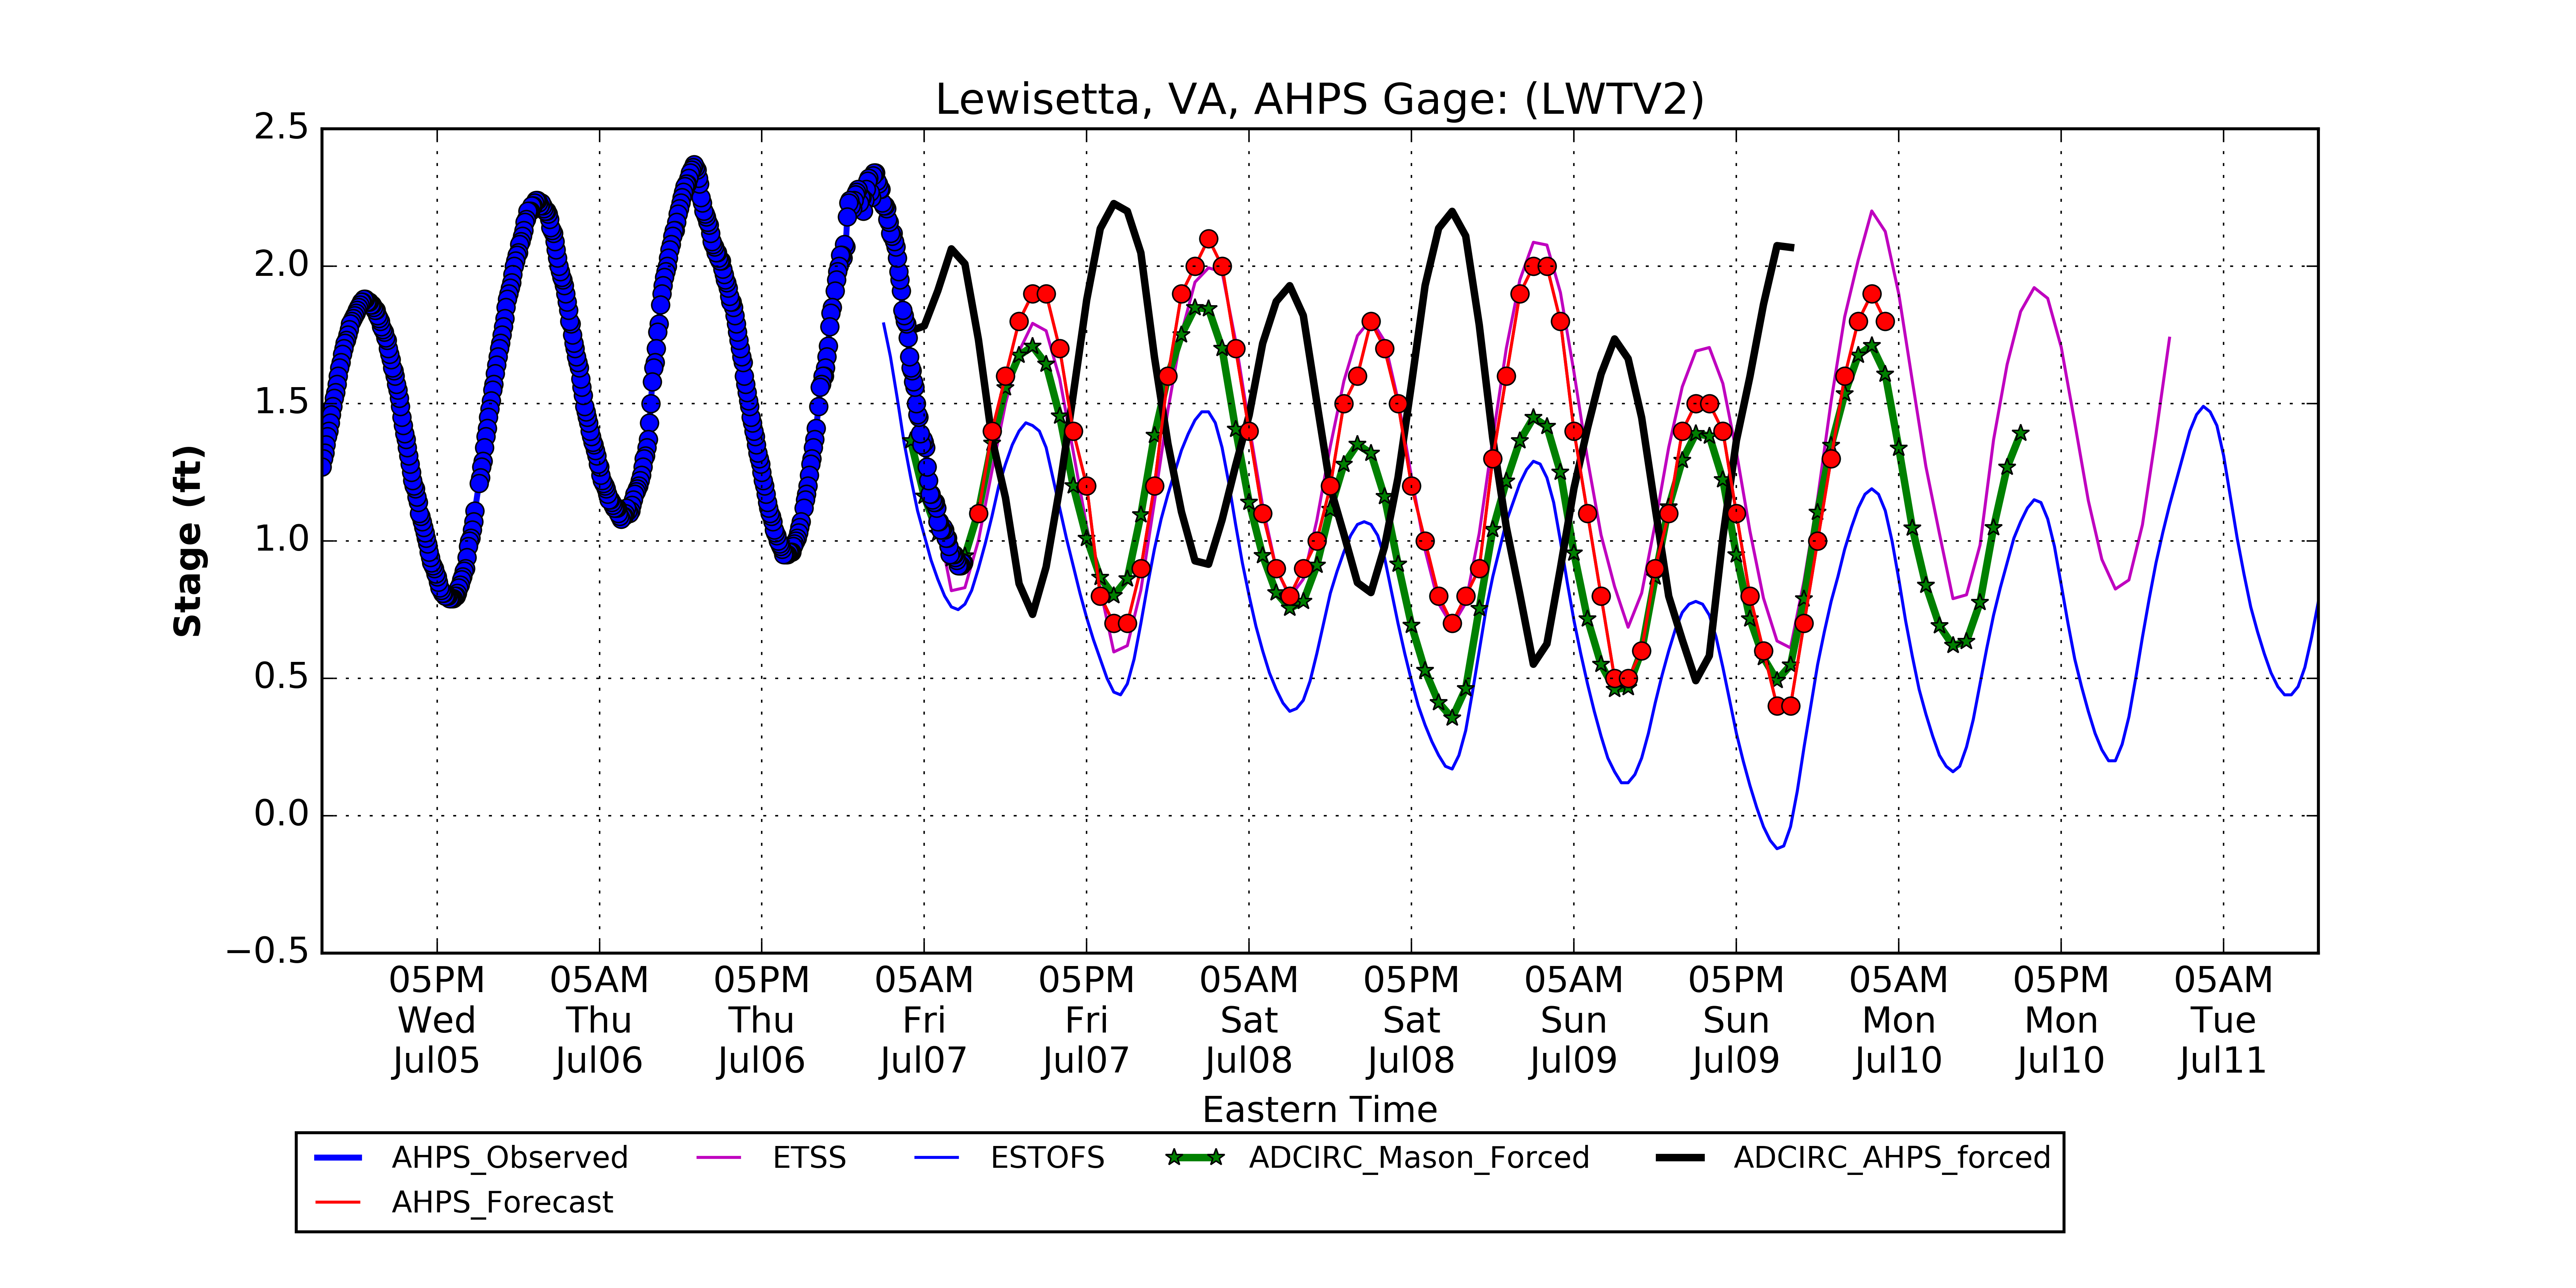 Lewisetta, VA, AHPS Gage: (LWTV2)
2.5
2.0
1.5
1.0
0.5
0.0
−0.5
Stage (ft)
05PM 05AM 05PM 05AM 05PM 05AM 05PM 05AM 05PM 05AM 05PM 05AM
Wed Thu Thu Fri Fri Sat Sat Sun Sun Mon Mon Tue
Jul05 Jul06 Jul06 Jul07 Jul07 Jul08 Jul08 Jul09 Jul09 Jul10 Jul10 Jul11
Eastern Time
AHPS_Observed ETSS ESTOFS ADCIRC_Mason_Forced ADCIRC_AHPS_forced
AHPS_Forecast